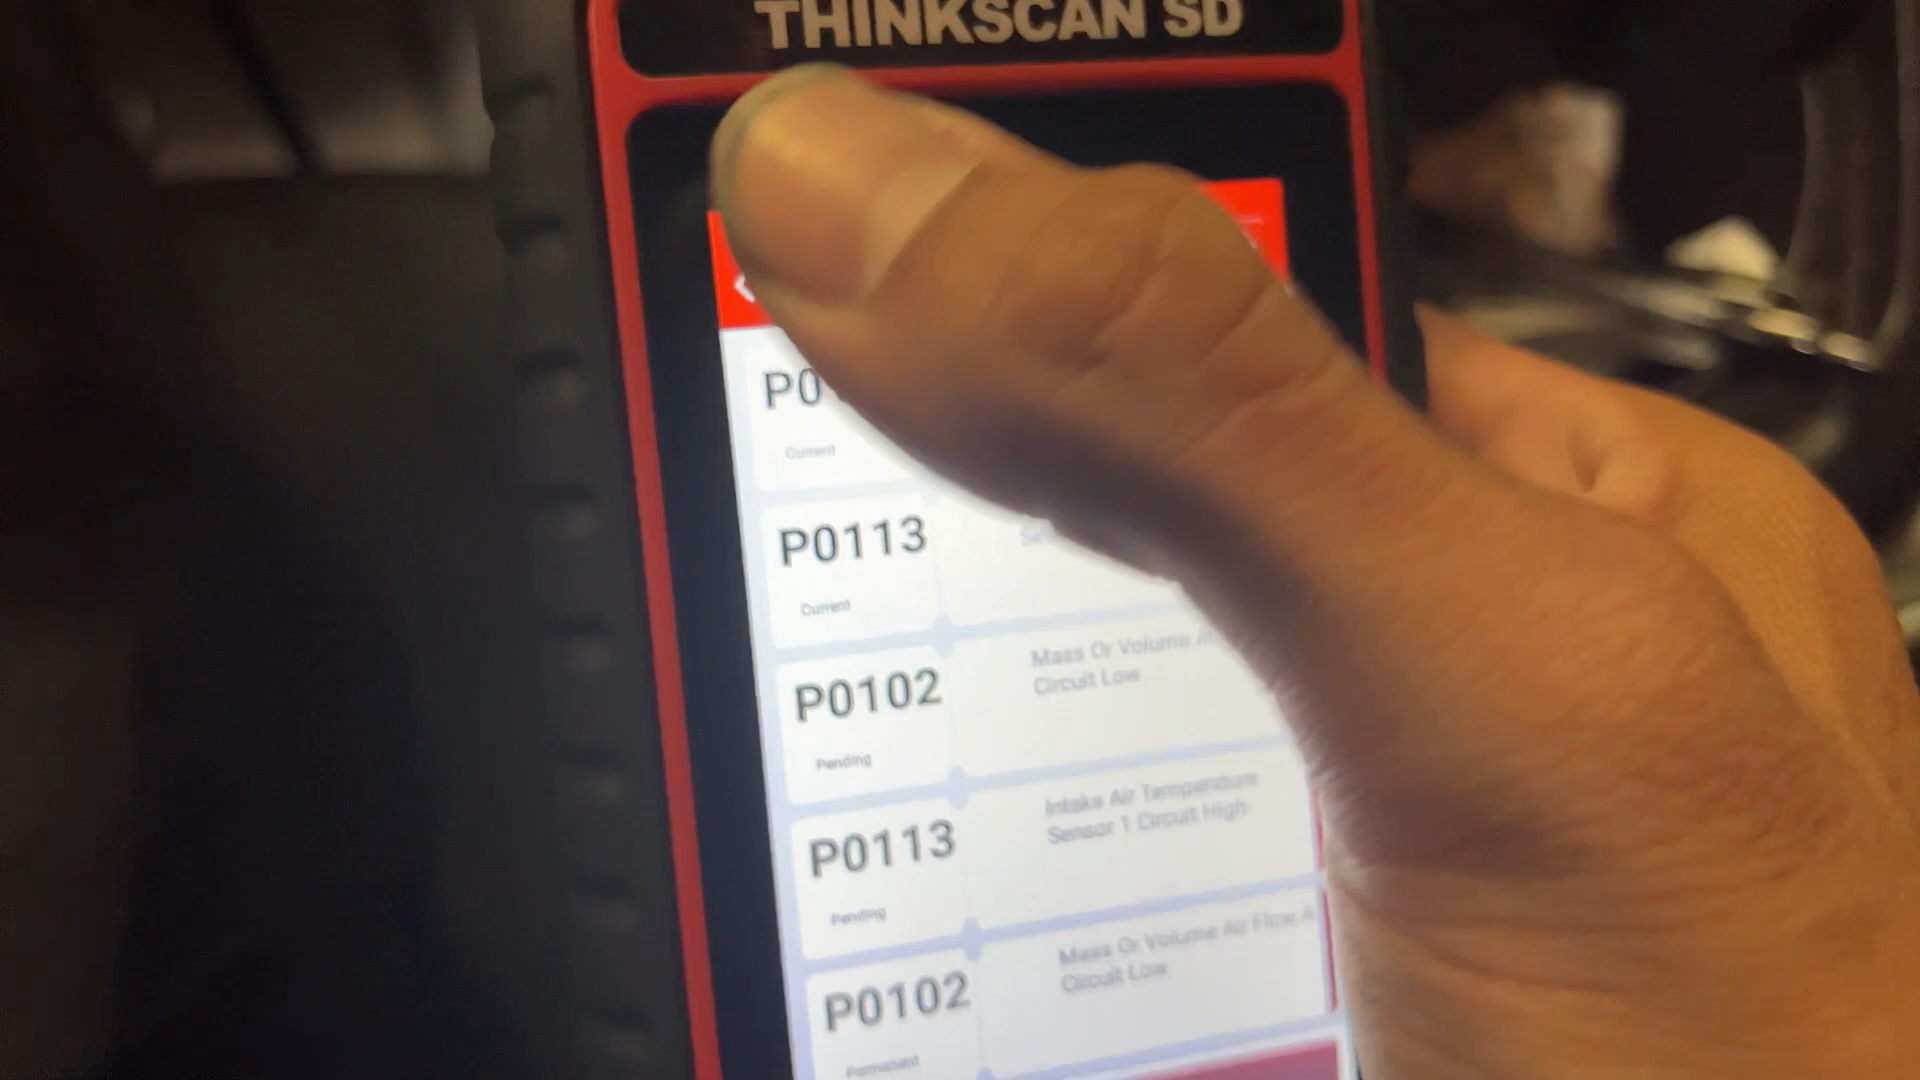 THINKSCAN SD
P0
Current
P0113
Current
P0102
Mass Or Volume
Circuit Low
Pending
P0113
Intake Air Temperature
Sensor 1 Circuit High
Pending
P0102
Mass Or Volume Air Flow A
Circuit Low
Permanent